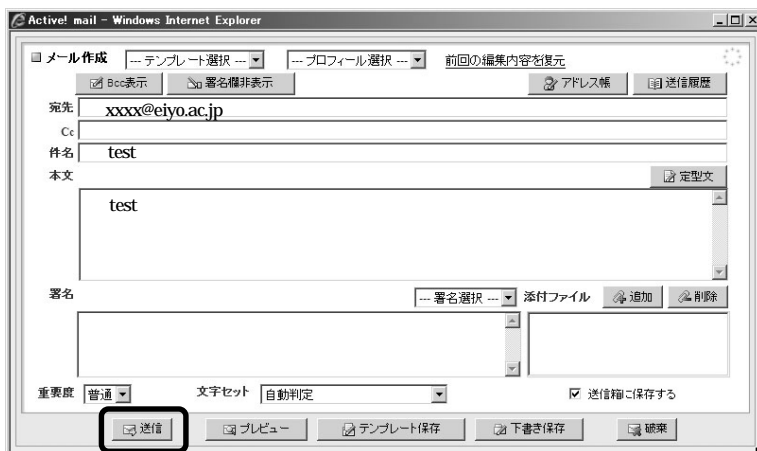 Active! mail - Windows Internet Explorer
メール作成 --- テンプレート選択 --- --- プロフィール選択 --- 前回の編集内容を復元
Bcc表示 署名欄非表示 アドレス帳 送信履歴
宛先 xxxx@eiyo.ac.jp
Cc
件名 test
本文 定型文
test
署名 --- 署名選択 --- 添付ファイル 追加 削除
重要度 普通 文字セット 自動判定 送信箱に保存する
送信 プレビュー テンプレート保存 下書き保存 破棄